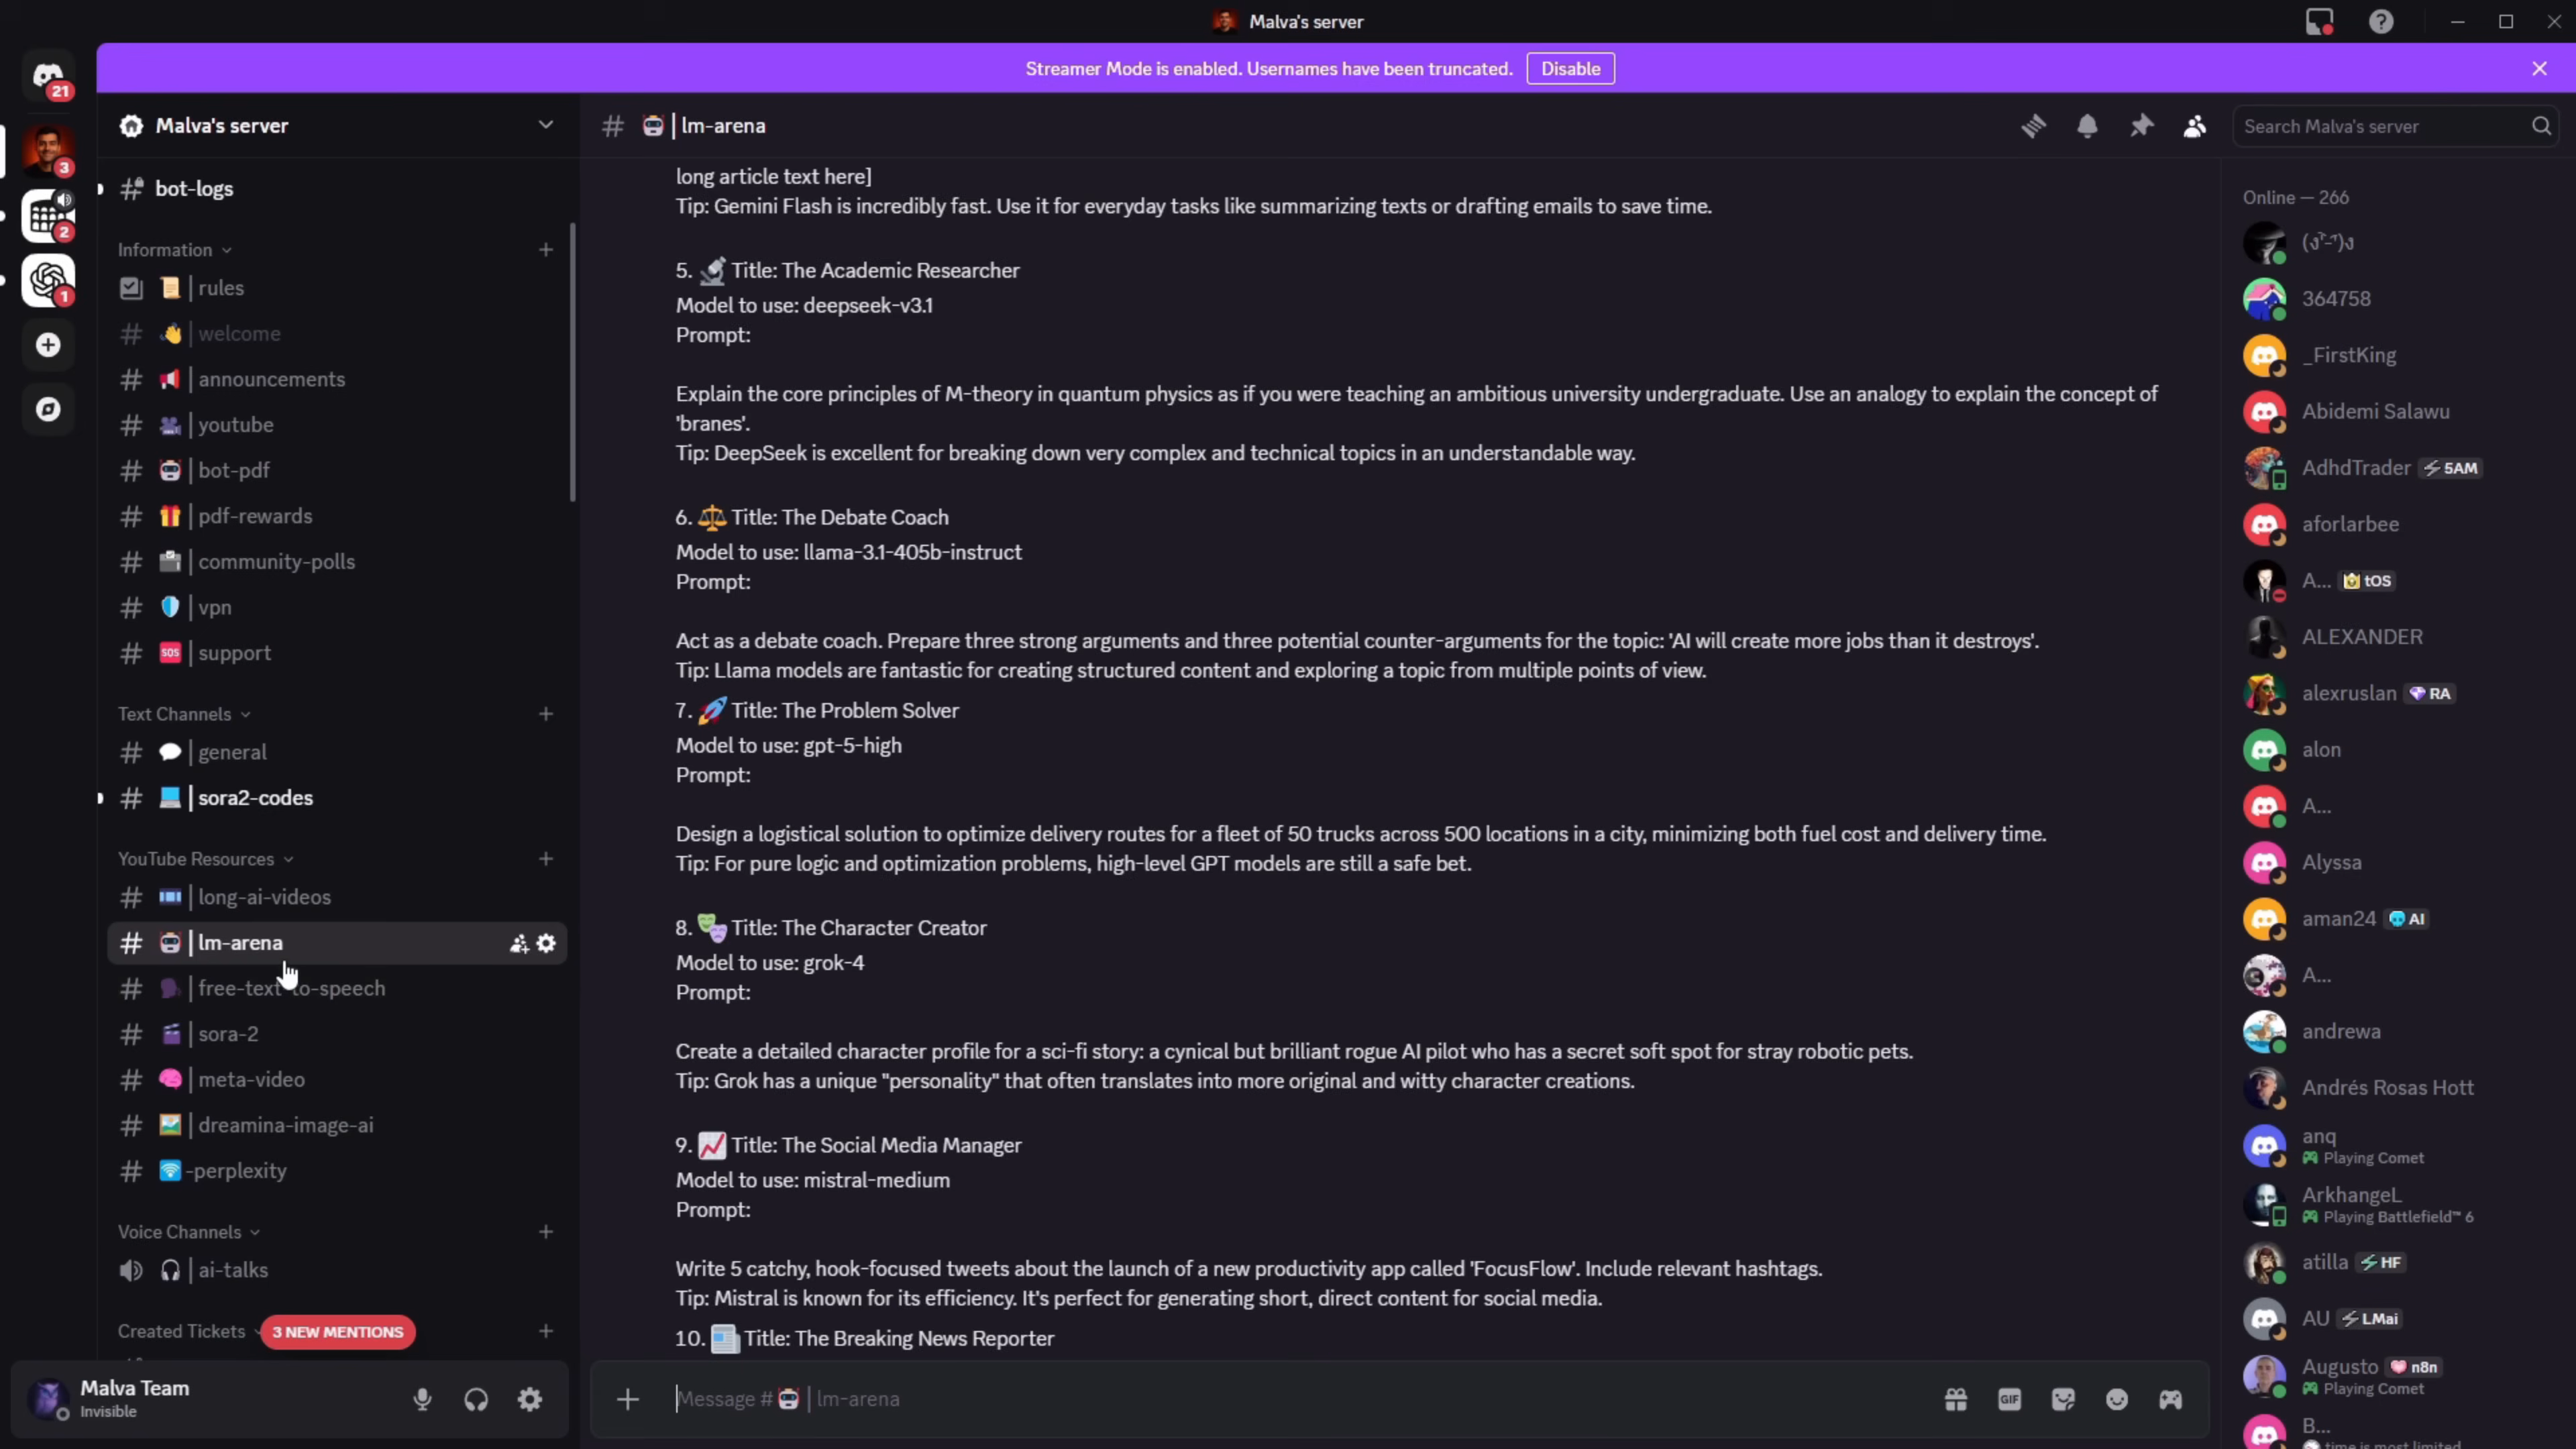 Malva's server
Streamer Mode is enabled. Usernames have been truncated. Disable
21
3
2
1
Malva's server
bot-logs
Information
rules
welcome
announcements
youtube
bot-pdf
pdf-rewards
community-polls
vpn
SOS | support
Text Channels
general
sora2-codes
YouTube Resources
long-ai-videos
lm-arena
free-text-to-speech
sora-2
meta-video
dreamina-image-ai
-perplexity
Voice Channels
ai-talks
Created Tickets
3 NEW MENTIONS
Malva Team
Invisible
# | lm-arena
Search Malva's server
long article text here]
Tip: Gemini Flash is incredibly fast. Use it for everyday tasks like summarizing texts or drafting emails to save time.
5. Title: The Academic Researcher
Model to use: deepseek-v3.1
Prompt:
Explain the core principles of M-theory in quantum physics as if you were teaching an ambitious university undergraduate. Use an analogy to explain the concept of
'branes'.
Tip: DeepSeek is excellent for breaking down very complex and technical topics in an understandable way.
6. Title: The Debate Coach
Model to use: llama-3.1-405b-instruct
Prompt:
Act as a debate coach. Prepare three strong arguments and three potential counter-arguments for the topic: 'AI will create more jobs than it destroys'.
Tip: Llama models are fantastic for creating structured content and exploring a topic from multiple points of view.
7. Title: The Problem Solver
Model to use: gpt-5-high
Prompt:
Design a logistical solution to optimize delivery routes for a fleet of 50 trucks across 500 locations in a city, minimizing both fuel cost and delivery time.
Tip: For pure logic and optimization problems, high-level GPT models are still a safe bet.
8. Title: The Character Creator
Model to use: grok-4
Prompt:
Create a detailed character profile for a sci-fi story: a cynical but brilliant rogue AI pilot who has a secret soft spot for stray robotic pets.
Tip: Grok has a unique "personality" that often translates into more original and witty character creations.
9. Title: The Social Media Manager
Model to use: mistral-medium
Prompt:
Write 5 catchy, hook-focused tweets about the launch of a new productivity app called 'FocusFlow'. Include relevant hashtags.
Tip: Mistral is known for its efficiency. It's perfect for generating short, direct content for social media.
10. Title: The Breaking News Reporter
Message # | lm-arena
GIF
Online — 266
364758
_FirstKing
Abidemi Salawu
AdhdTrader 5AM
aforlarbee
A... tOS
ALEXANDER
alexruslan RA
alon
A...
Alyssa
aman24 AI
A...
andrewa
Andrés Rosas Hott
anq
Playing Comet
ArkhangeL
Playing Battlefield™ 6
atilla HF
AU LMai
Augusto n8n
Playing Comet
B...
time is most limited